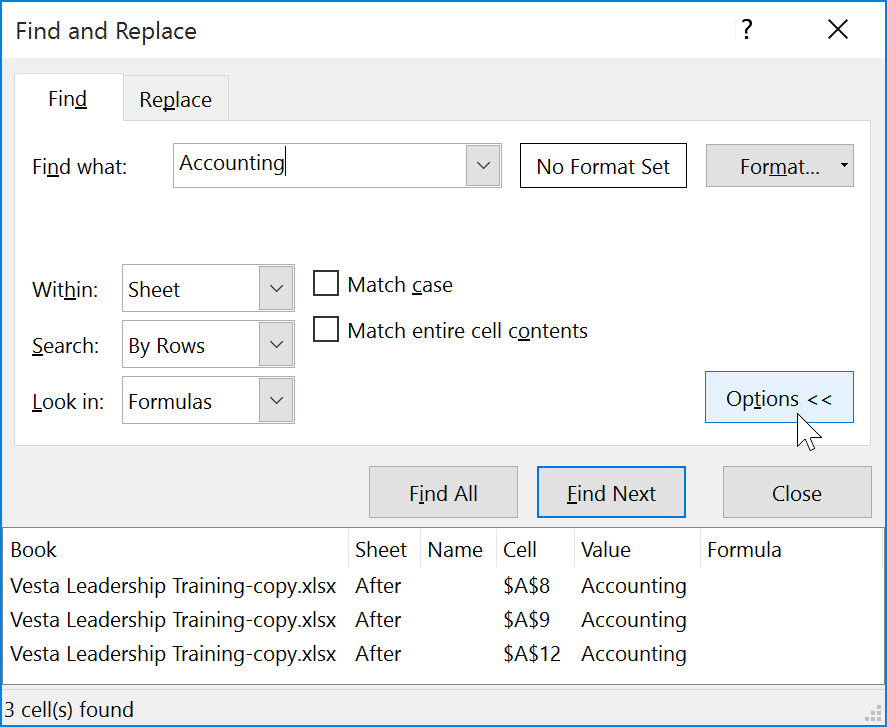 Find and Replace ?
Find Replace
Find what: Accounting No Format Set Format...
Within: Sheet Match case
Match entire cell contents
Search: By Rows
Look in: Formulas
Options <<
Find All Find Next Close
Book Sheet Name Cell Value Formula
Vesta Leadership Training-copy.xlsx After $A$8 Accounting
Vesta Leadership Training-copy.xlsx After $A$9 Accounting
Vesta Leadership Training-copy.xlsx After $A$12 Accounting
3 cell(s) found